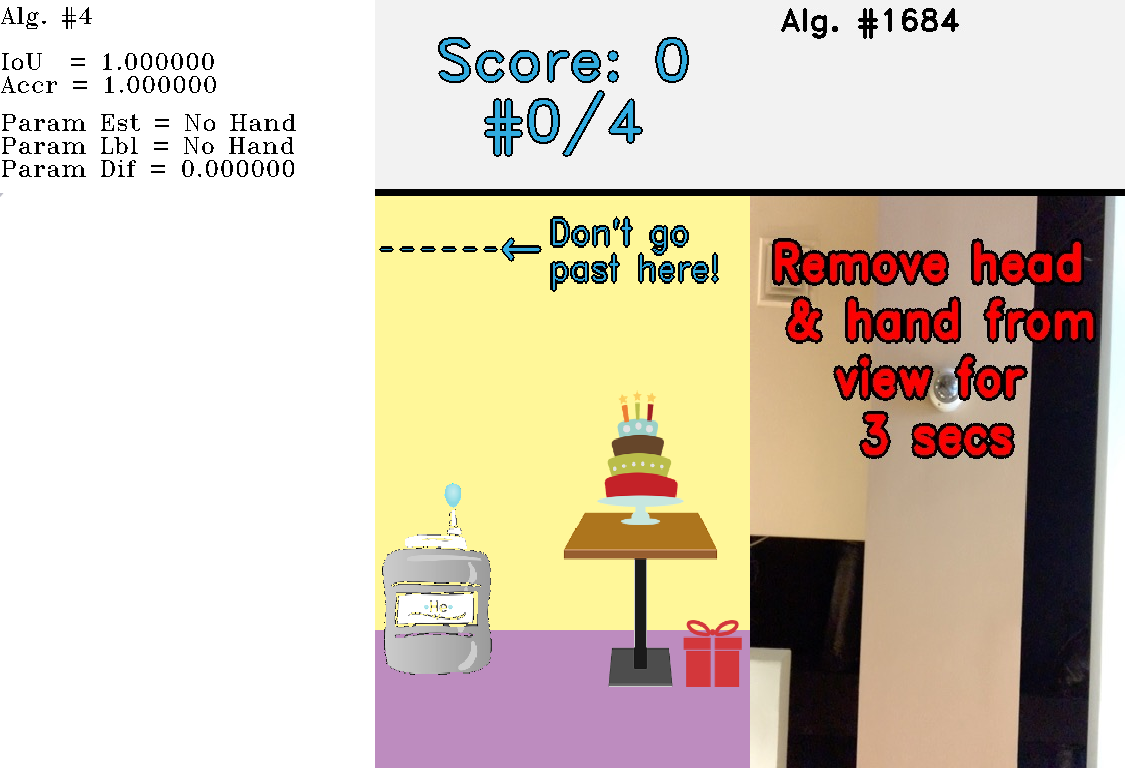 Alg. #4
IoU = 1.000000
Accr = 1.000000
Param Est = No Hand
Param Lbl = No Hand
Param Dif = 0.000000
Score: 0
#0/4
Alg. #1684
Don't go
past here!
Remove head
& hand from
view for
3 secs